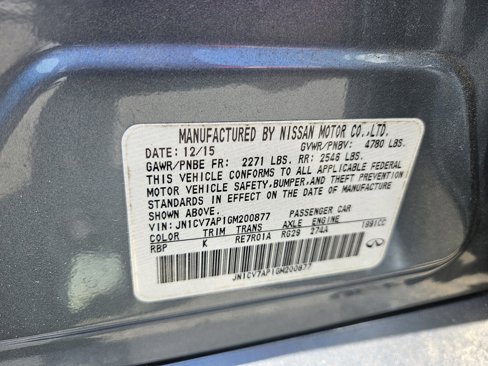 MANUFACTURED BY NISSAN MOTOR CO.,LTD.
DATE: 12/15 GVWR/PNBV: 4780 LBS.
GAWR/PNBE FR: 2271 LBS. RR: 2546 LBS.
THIS VEHICLE CONFORMS TO ALL APPLICABLE FEDERAL
MOTOR VEHICLE SAFETY, BUMPER, AND THEFT PREVENTION
STANDARDS IN EFFECT ON THE DATE OF MANUFACTURE
SHOWN ABOVE.
VIN: JN1CV7AP1GM200877 PASSENGER CAR
COLOR TRIM TRANS AXLE ENGINE
RBP K RE7R01A RG29 274A 1991CC
JN1CV7AP1GM200877